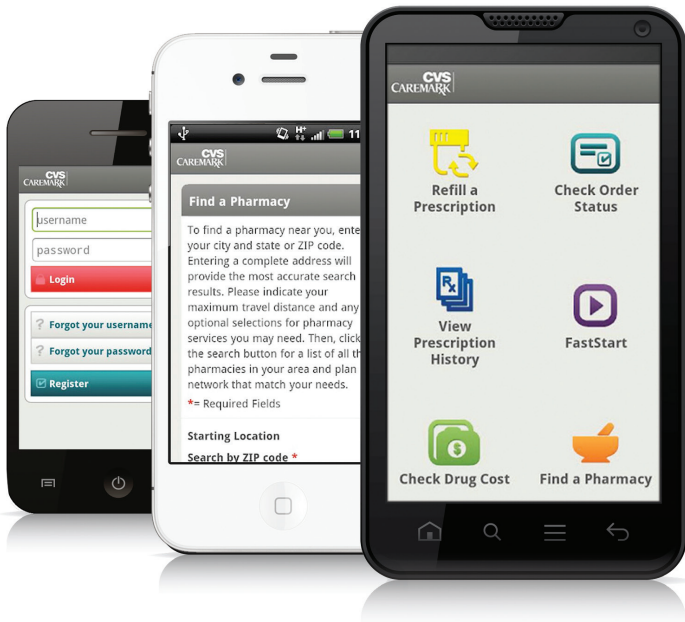 CVS
CAREMARK
username
password
Login
? Forgot your username
? Forgot your password
Register
H+
11
CVS
CAREMARK
Find a Pharmacy
To find a pharmacy near you, ente
your city and state or ZIP code.
Entering a complete address will
provide the most accurate search
results. Please indicate your
maximum travel distance and any
optional selections for pharmacy
services you may need. Then, click
the search button for a list of all th
pharmacies in your area and plan
network that match your needs.
*= Required Fields
Starting Location
Search by ZIP code *
CVS
CAREMARK
Refill a
Prescription
Check Order
Status
Rx
View
Prescription
History
FastStart
$
Check Drug Cost
Find a Pharmacy